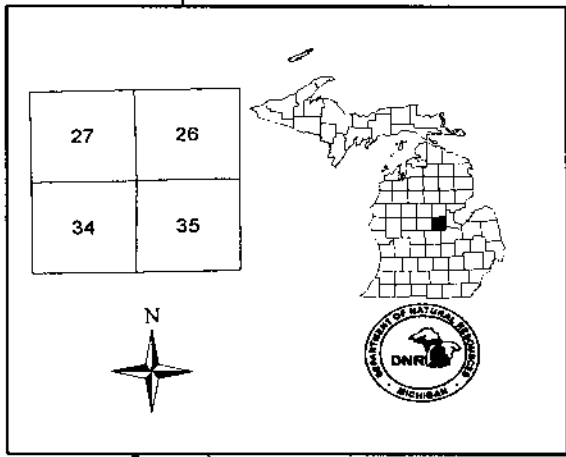 27 26
34 35
N
DEPARTMENT OF NATURAL RESOURCES
DNR
MICHIGAN